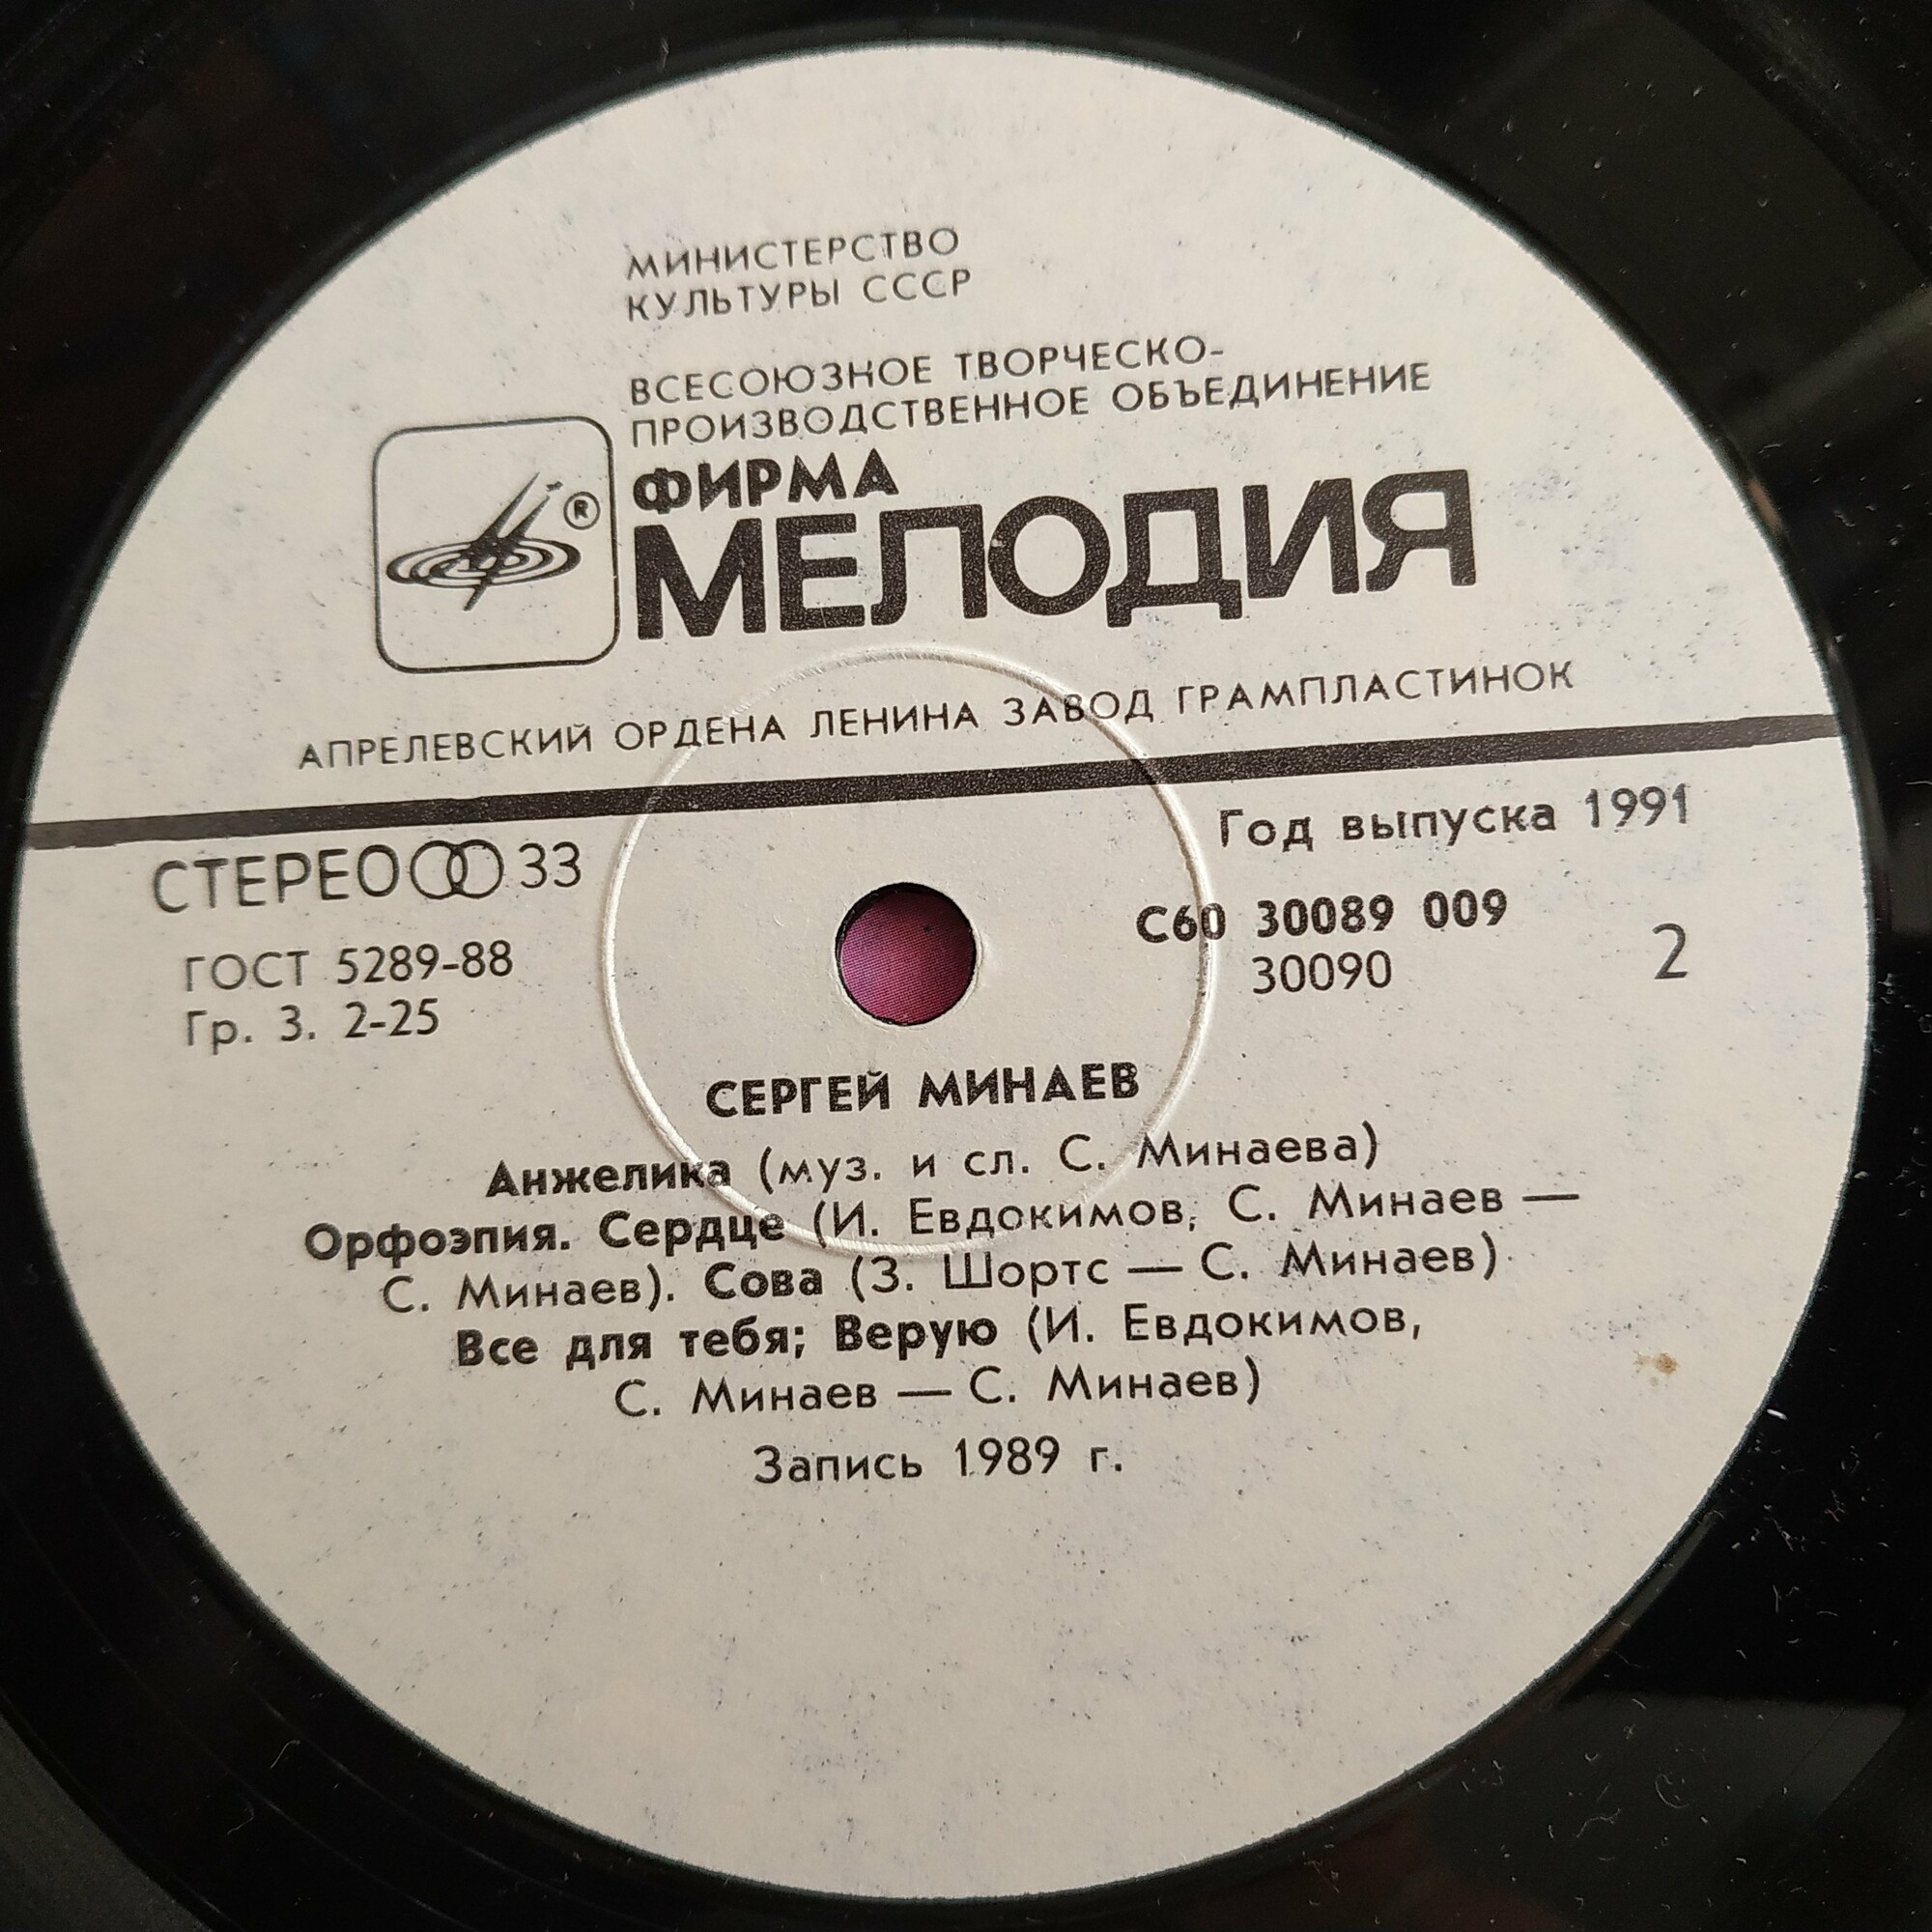 МИНИСТЕРСТВО
КУЛЬТУРЫ СССР
ВСЕСОЮЗНОЕ ТВОРЧЕСКО-
ПРОИЗВОДСТВЕННОЕ ОБЪЕДИНЕНИЕ
®
ФИРМА
МЕЛОДИЯ
АПРЕЛЕВСКИЙ ОРДЕНА ЛЕНИНА ЗАВОД ГРАМПЛАСТИНОК
СТЕРЕО 33
ГОСТ 5289-88
Гр. 3. 2-25
Год выпуска 1991
С60 30089 009
30090
2
СЕРГЕЙ МИНАЕВ
Анжелика (муз. и сл. С. Минаева)
Орфоэпия. Сердце (И. Евдокимов, С. Минаев —
С. Минаев). Сова (З. Шортс — С. Минаев).
Все для тебя; Верую (И. Евдокимов,
С. Минаев — С. Минаев)
Запись 1989 г.